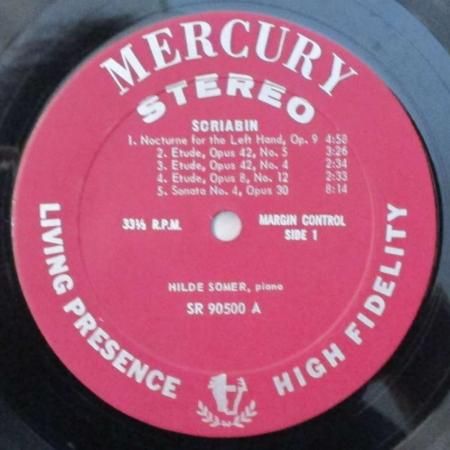 MERCURY
STEREO
SCRIABIN
1. Nocturne for the Left Hand, Op. 9 4:58
2. Etude, Opus 42, No. 5 3:26
3. Etude, Opus 42, No. 4 2:34
4. Etude, Opus 8, No. 12 2:33
5. Sonata No. 4, Opus 30 8:14
33⅓ R.P.M.
MARGIN CONTROL
SIDE 1
HILDE SOMER, piano
SR 90500 A
LIVING PRESENCE
HIGH FIDELITY